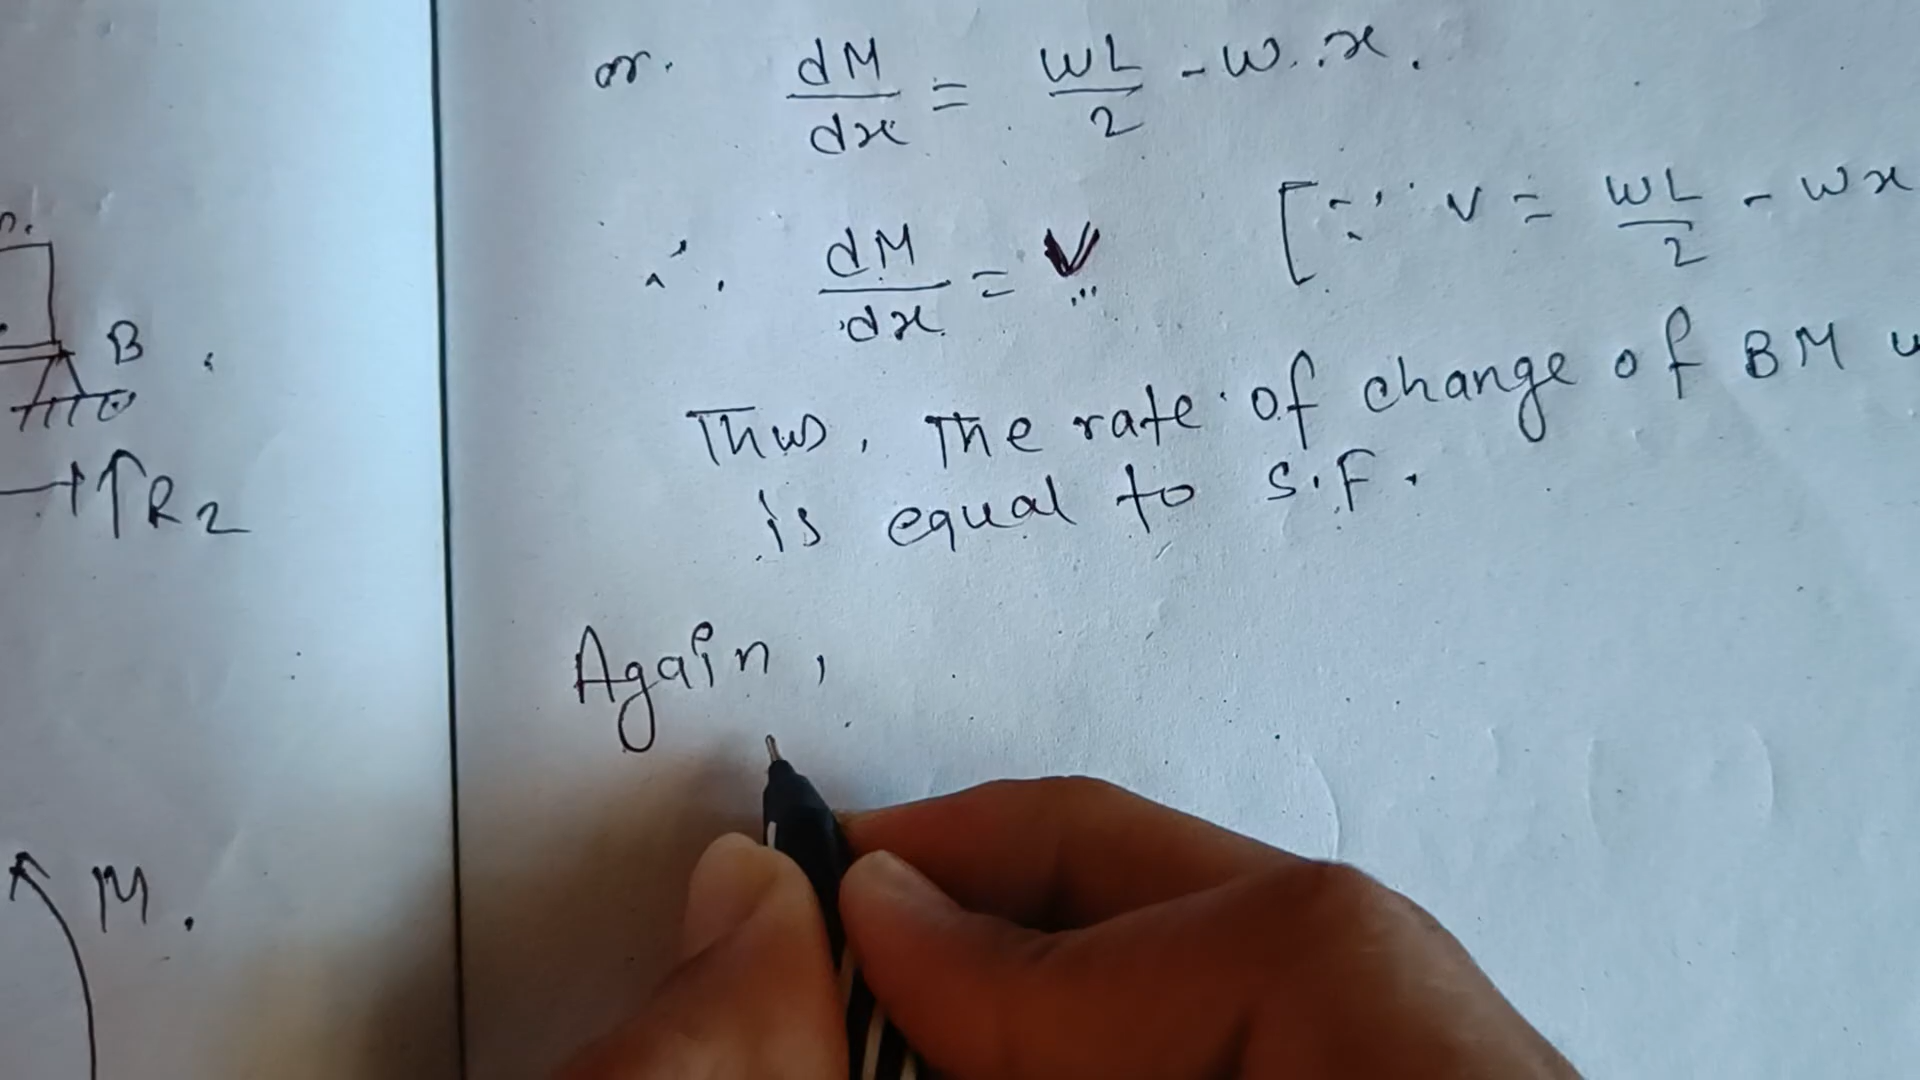 or. dM/dx = wL/2 - w.x.
∴ dM/dx = V [∵ V = wL/2 - wx
Thus, The rate of change of BM
is equal to S.F.
Again,
B
R2
M.